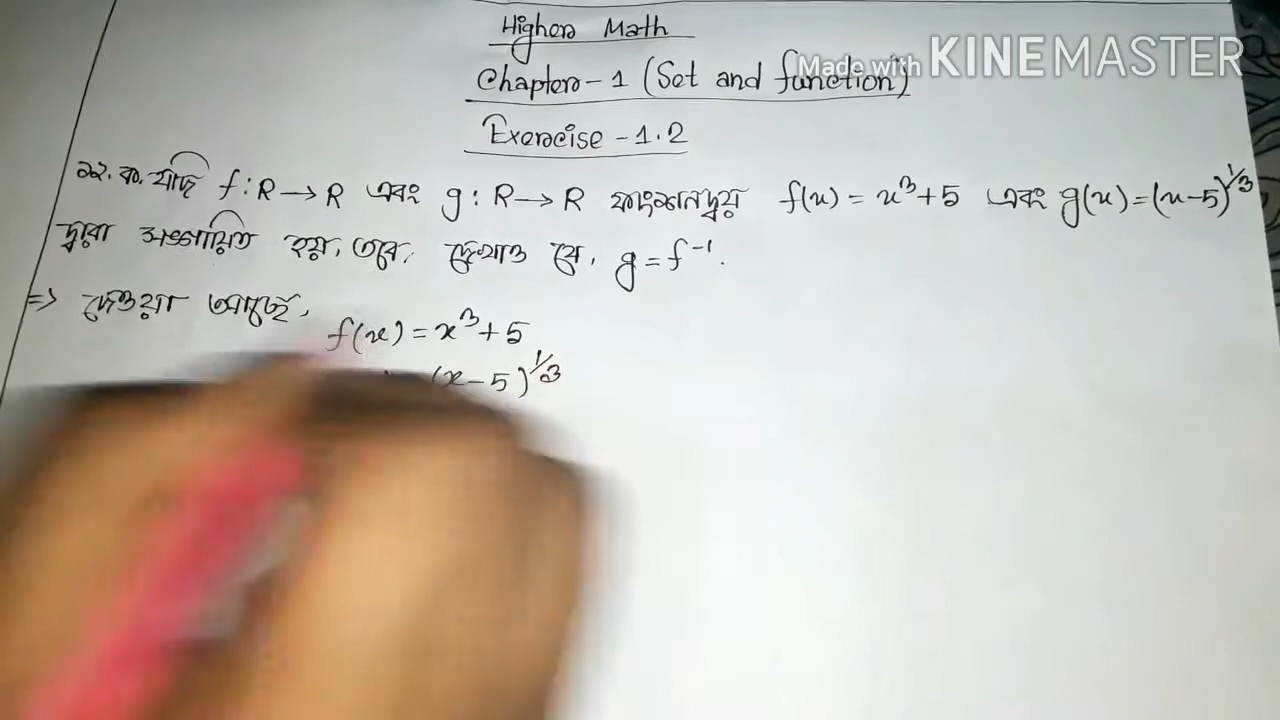 Higher Math
Made with KINEMASTER
Chapter - 1 (Set and function)
Exercise - 1.2
১২. ক. যদি f : R → R এবং g : R → R ফাংশনদ্বয় f(x) = x³ + 5 এবং g(x) = (x - 5)^1/3
দ্বারা সংজ্ঞায়িত হয়, তবে, দেখাও যে, g = f⁻¹.
⇒ দেওয়া আছে,
f(x) = x³ + 5
(x - 5)^1/3